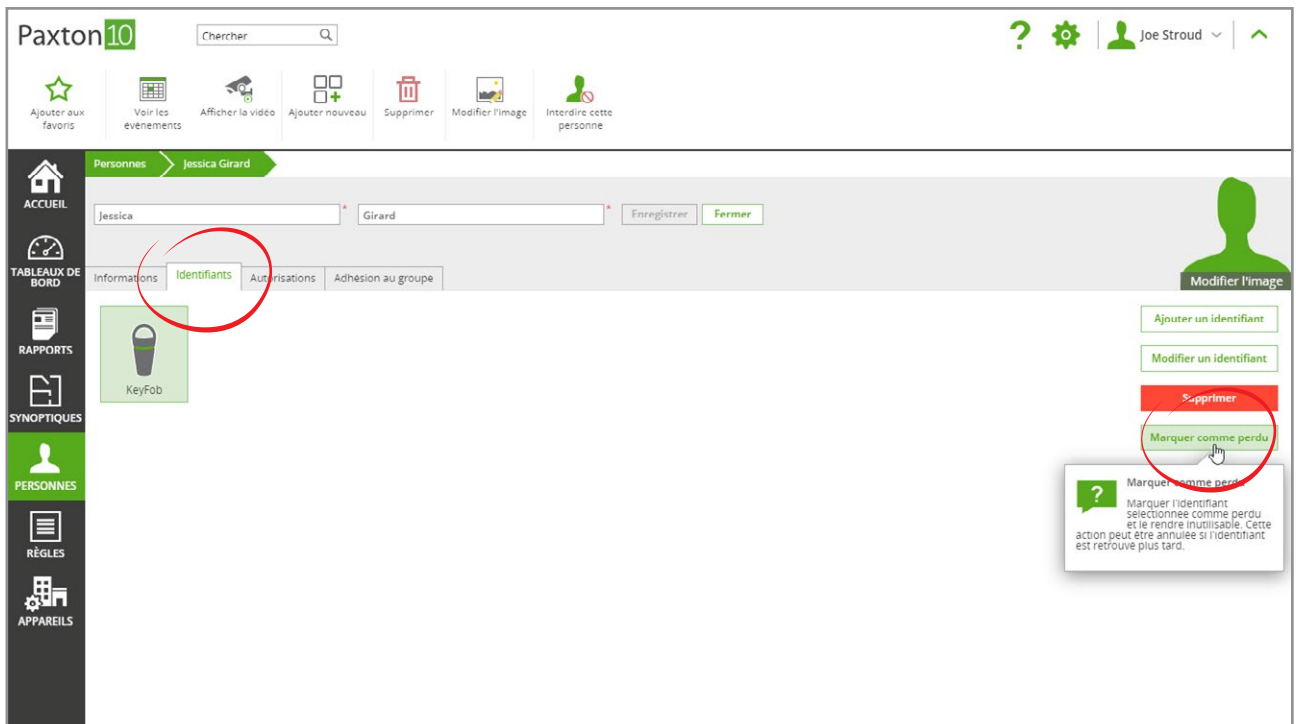 Paxton 10
Chercher
?
Joe Stroud
Ajouter aux
favoris
Voir les
évènements
Afficher la vidéo
Ajouter nouveau
Supprimer
Modifier l'image
Interdire cette
personne
Personnes
Jessica Girard
ACCUEIL
Jessica
*
Girard
*
Enregistrer
Fermer
TABLEAUX DE
BORD
Informations
Identifiants
Autorisations
Adhésion au groupe
Modifier l'image
RAPPORTS
KeyFob
Ajouter un identifiant
Modifier un identifiant
Supprimer
Marquer comme perdu
SYNOPTIQUES
PERSONNES
?
Marquer comme perdu
Marquer l'identifiant
sélectionnée comme perdu
et le rendre inutilisable. Cette
action peut être annulée si l'identifiant
est retrouvé plus tard.
RÈGLES
APPAREILS